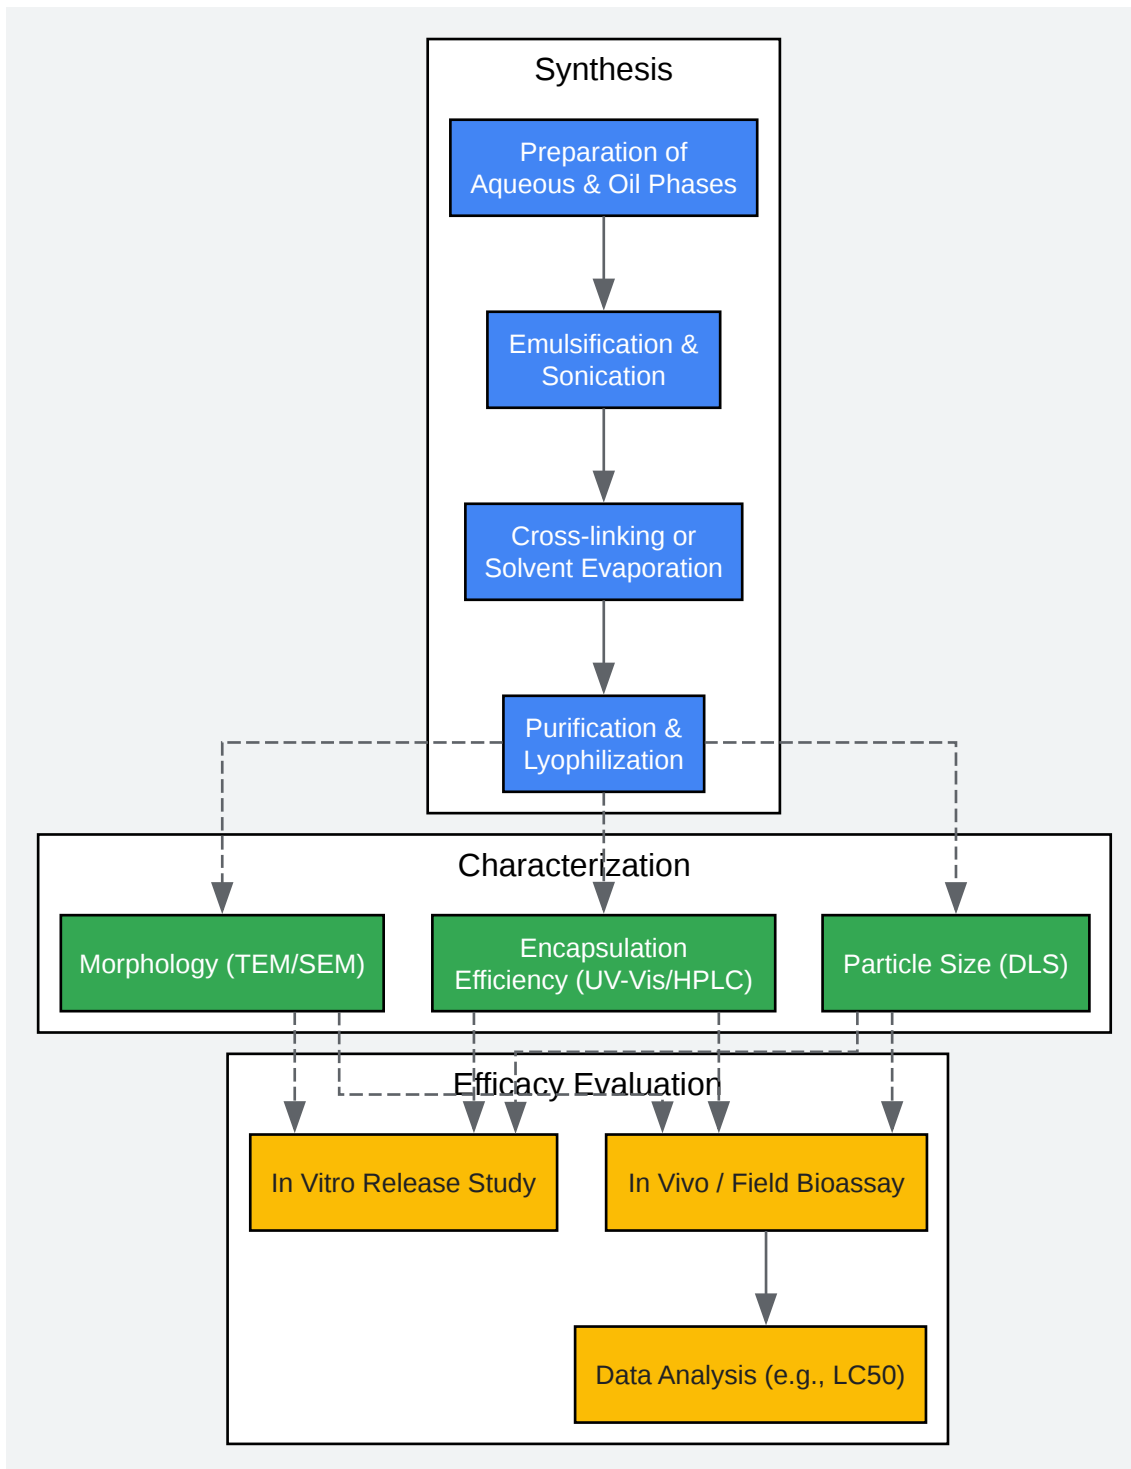 Synthesis
Preparation of
Aqueous & Oil Phases
Emulsification &
Sonication
Cross-linking or
Solvent Evaporation
Purification &
Lyophilization
Characterization
Morphology (TEM/SEM)
Encapsulation
Efficiency (UV-Vis/HPLC)
Particle Size (DLS)
Efficacy Evaluation
In Vitro Release Study
In Vivo / Field Bioassay
Data Analysis (e.g., LC50)